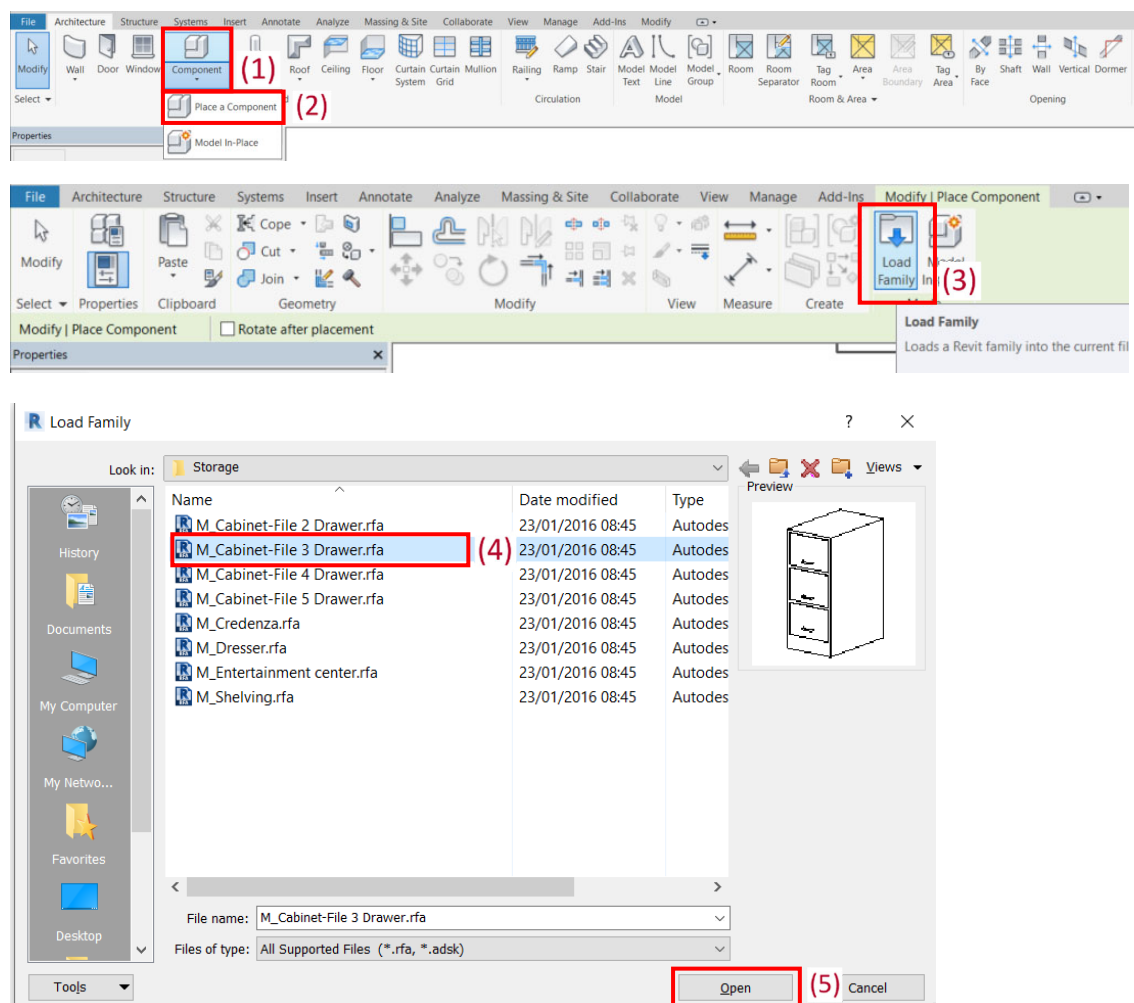 File Architecture Structure Systems Insert Annotate Analyze Massing & Site Collaborate View Manage Add-Ins Modify
Modify Wall Door Window Component (1) Roof Ceiling Floor Curtain System Curtain Grid Mullion Railing Ramp Stair Model Text Model Line Model Group Room Room Separator Tag Room Area Area Boundary Tag Area By Face Shaft Wall Vertical Dormer
Select Circulation Model Room & Area Opening
Place a Component (2)
Properties
Model In-Place
File Architecture Structure Systems Insert Annotate Analyze Massing & Site Collaborate View Manage Add-Ins Modify | Place Component
Modify Paste Cope Cut Join Load Family (3)
Select Properties Clipboard Geometry Modify View Measure Create
Modify | Place Component Rotate after placement
Load Family
Properties
Loads a Revit family into the current fil
Load Family
Look in: Storage Views
Name Date modified Type Preview
M_Cabinet-File 2 Drawer.rfa 23/01/2016 08:45 Autodes
M_Cabinet-File 3 Drawer.rfa (4) 23/01/2016 08:45 Autodes
M_Cabinet-File 4 Drawer.rfa 23/01/2016 08:45 Autodes
M_Cabinet-File 5 Drawer.rfa 23/01/2016 08:45 Autodes
M_Credenza.rfa 23/01/2016 08:45 Autodes
M_Dresser.rfa 23/01/2016 08:45 Autodes
M_Entertainment center.rfa 23/01/2016 08:45 Autodes
M_Shelving.rfa 23/01/2016 08:45 Autodes
History
Documents
My Computer
My Netwo...
Favorites
Desktop
File name: M_Cabinet-File 3 Drawer.rfa
Files of type: All Supported Files (*.rfa, *.adsk)
Tools Open (5) Cancel